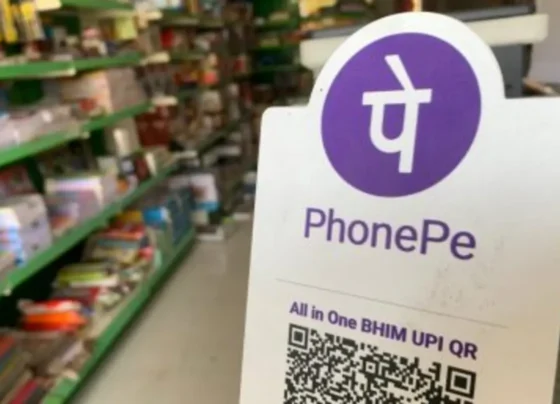 पे
PhonePe
All in One BHIM UPI QR